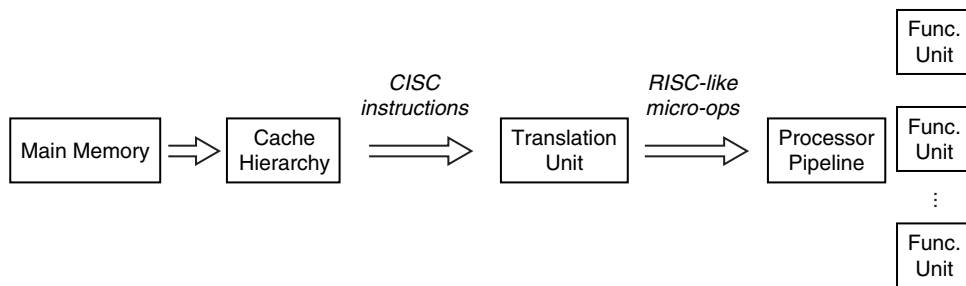 Func.
Unit
CISC
instructions
RISC-like
micro-ops
Main Memory
Cache
Hierarchy
Translation
Unit
Processor
Pipeline
Func.
Unit
...
Func.
Unit